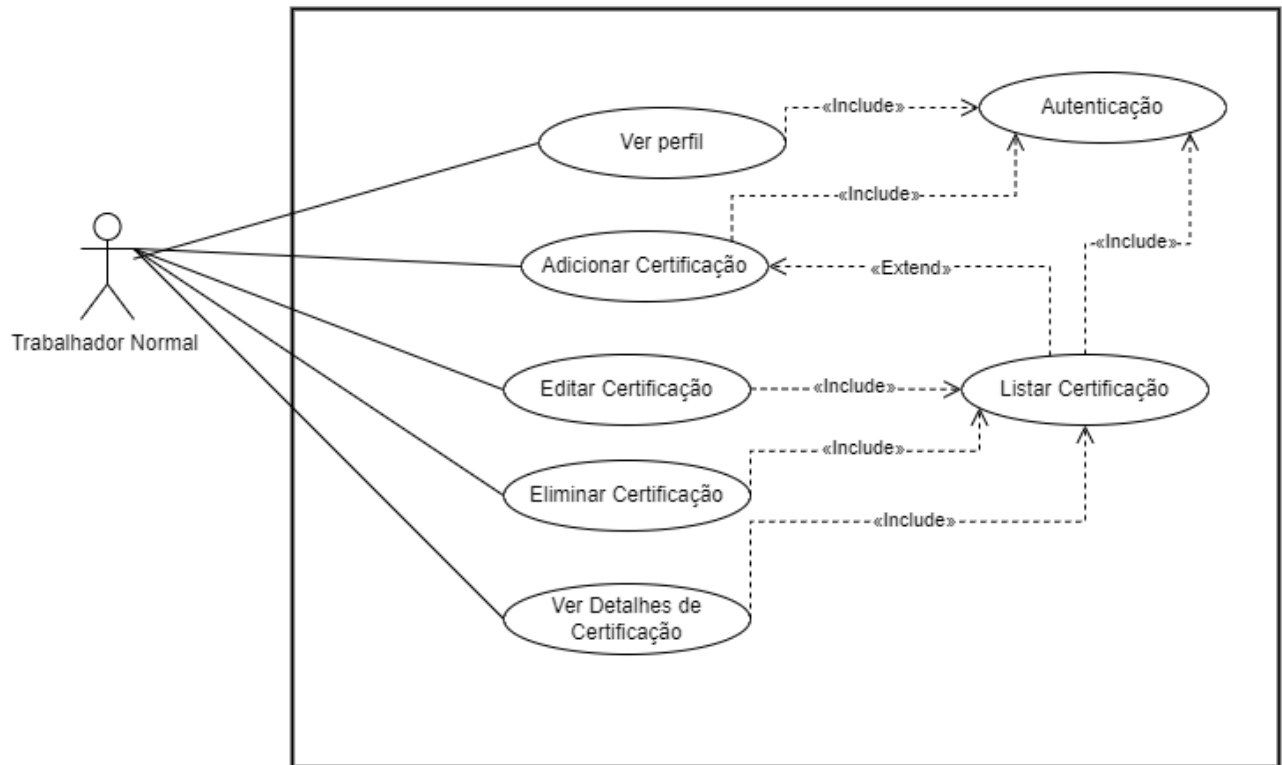 «Include»
Autenticação
Ver perfil
«Include»
«Include»
Adicionar Certificação
«Extend»
Trabalhador Normal
Editar Certificação
«Include»
Listar Certificação
«Include»
Eliminar Certificação
«Include»
Ver Detalhes de
Certificação